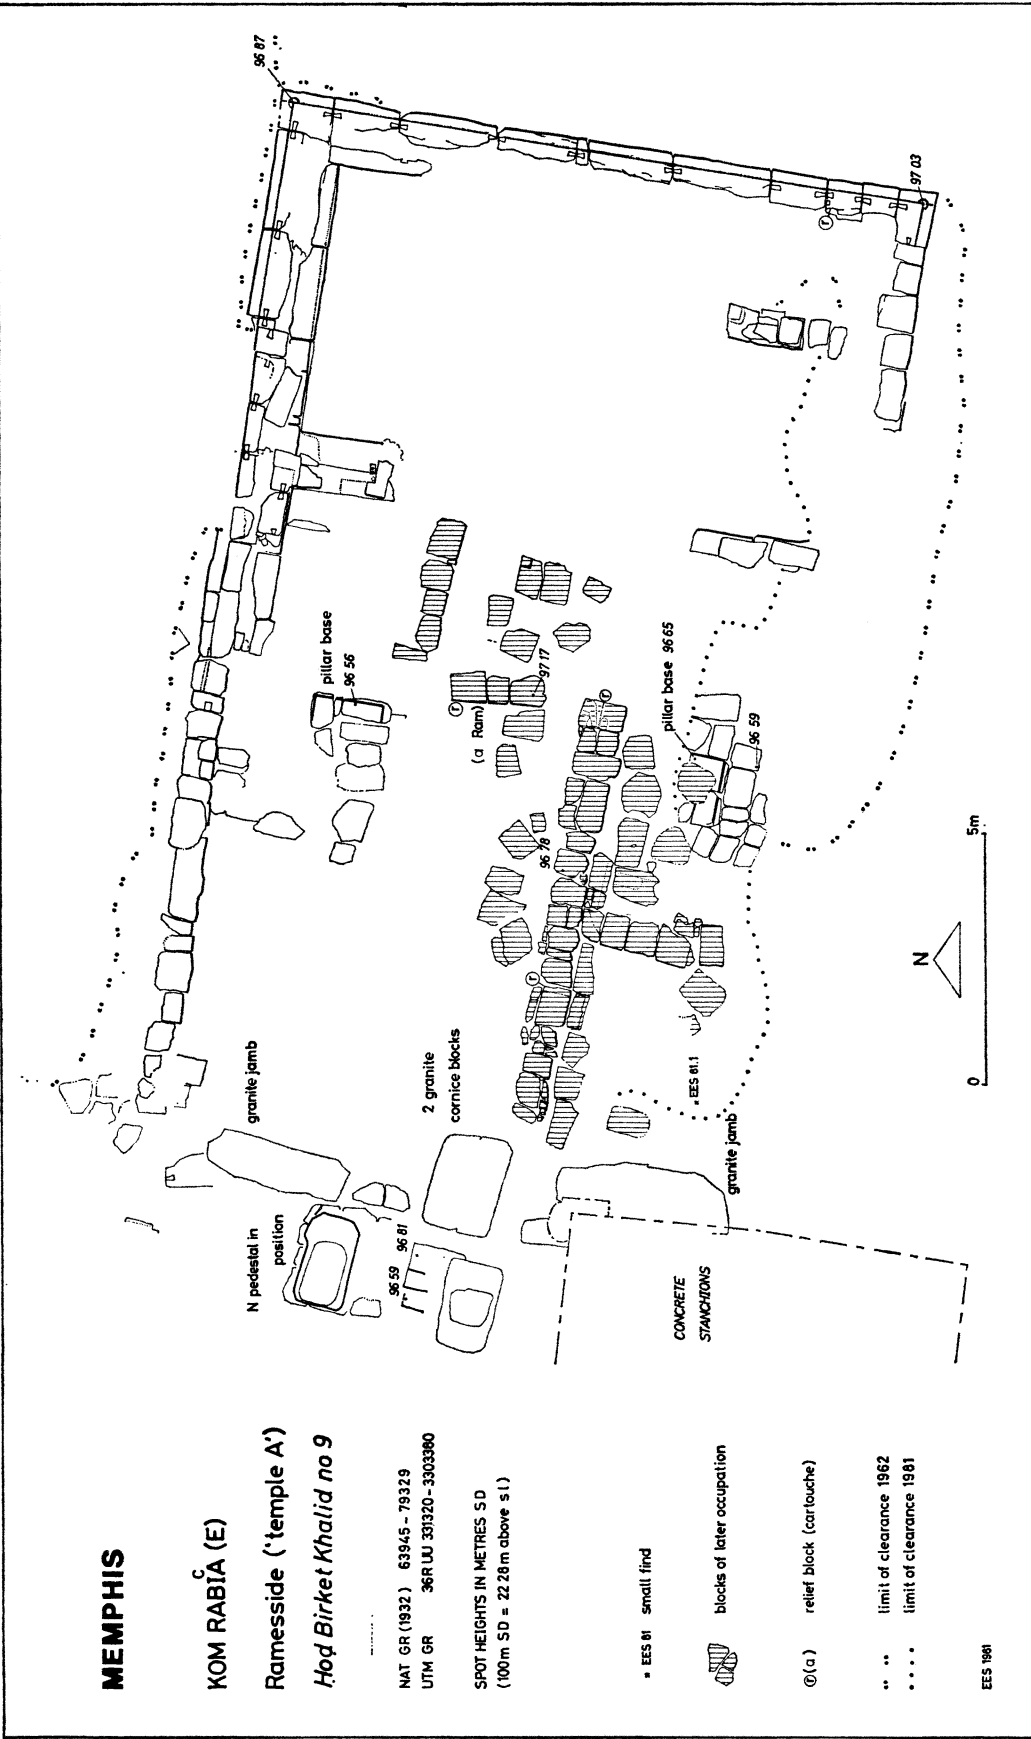 MEMPHIS
KOM RABĪA c (E)
Ramesside ('temple A')
Ḥoḍ Birket Khalid no 9
NAT GR (1932) 63945 - 79329
UTM GR 36R UU 331320 - 3303380
SPOT HEIGHTS IN METRES SD
(100m SD = 22 28m above sl)
EES 81 small find
blocks of later occupation
r (a) relief block (cartouche)
limit of clearance 1962
limit of clearance 1981
EES 1981
96 87
97 03
pillar base
96 56
r
(a Ram)
97 17
r
r
pillar base 96 65
96 59
96 78
r
EES 81.1
granite jamb
2 granite
cornice blocks
granite jamb
N pedestal in
position
96 59
96 81
CONCRETE
STANCHIONS
N
0
5m